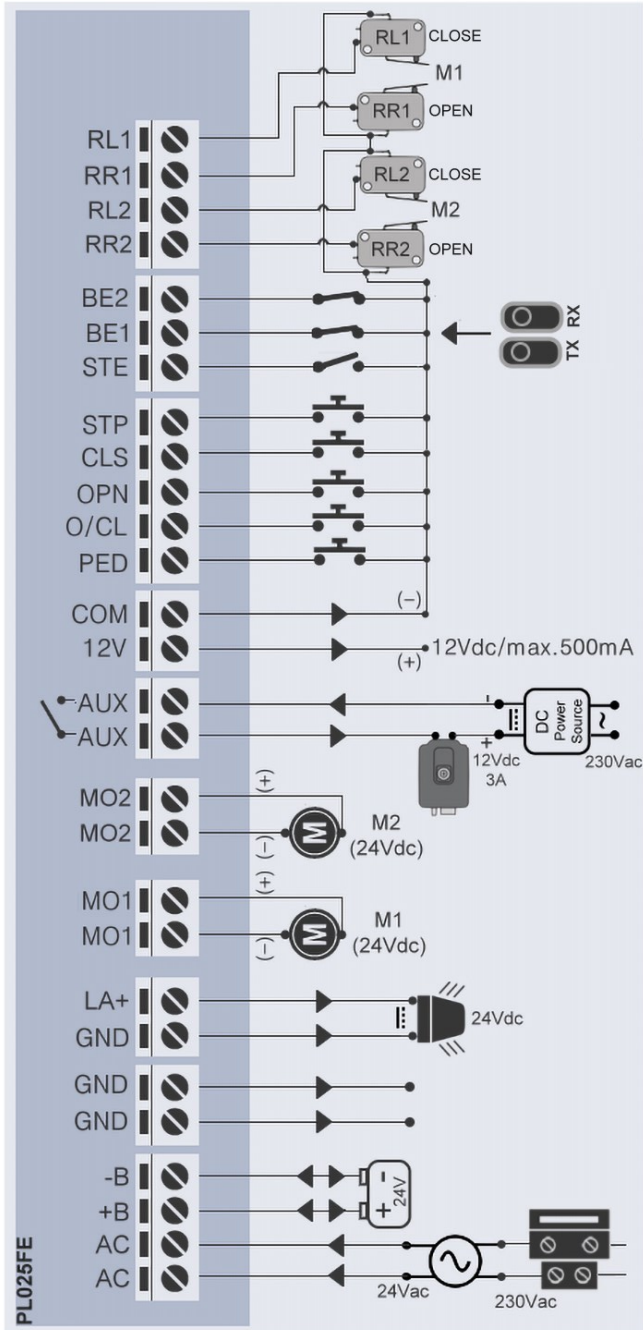 RL1 CLOSE
M1
RL1 RR1 OPEN
RR1 RL2 CLOSE
RL2 M2
RR2 RR2 OPEN
BE2
BE1 RX
STE TX
STP
CLS
OPN
O/CL
PED
COM (-)
12V (+) 12Vdc/max.500mA
AUX - DC Power Source ~
AUX + 12Vdc 3A 230Vac
MO2 (+)
MO2 (-) M M2 (24Vdc)
MO1 (+)
MO1 (-) M M1 (24Vdc)
LA+ 24Vdc
GND
GND
GND
-B -
+B + 24V
AC
AC 24Vac 230Vac
PL025FE